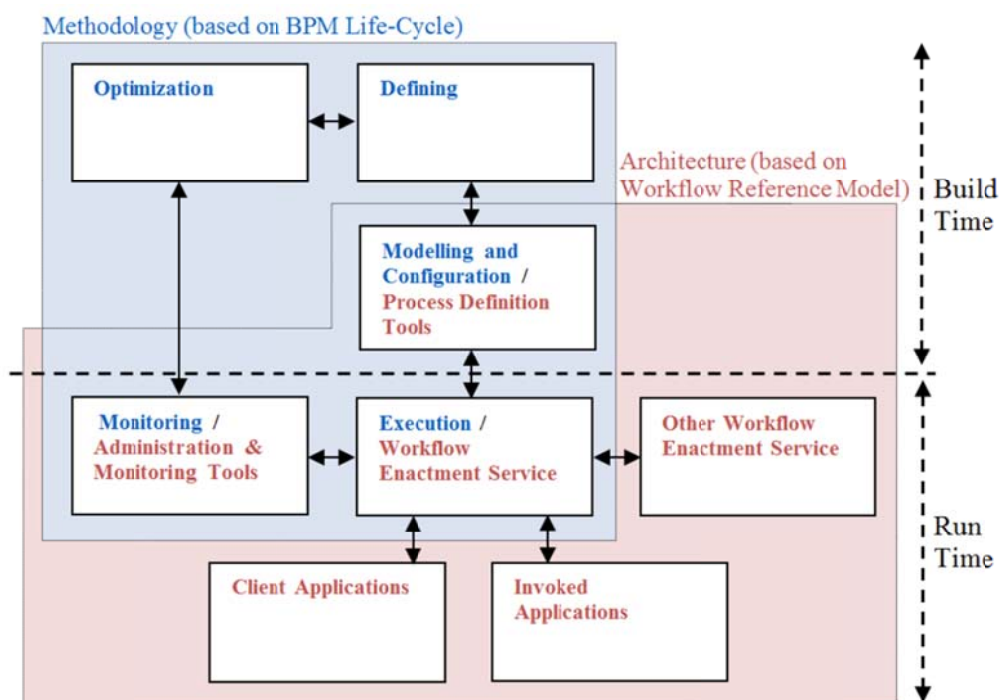 Methodology (based on BPM Life-Cycle)
Optimization
Defining
Architecture (based on
Workflow Reference Model)
Build
Time
Modelling and
Configuration /
Process Definition
Tools
Monitoring /
Administration &
Monitoring Tools
Execution /
Workflow
Enactment Service
Other Workflow
Enactment Service
Run
Time
Client Applications
Invoked
Applications